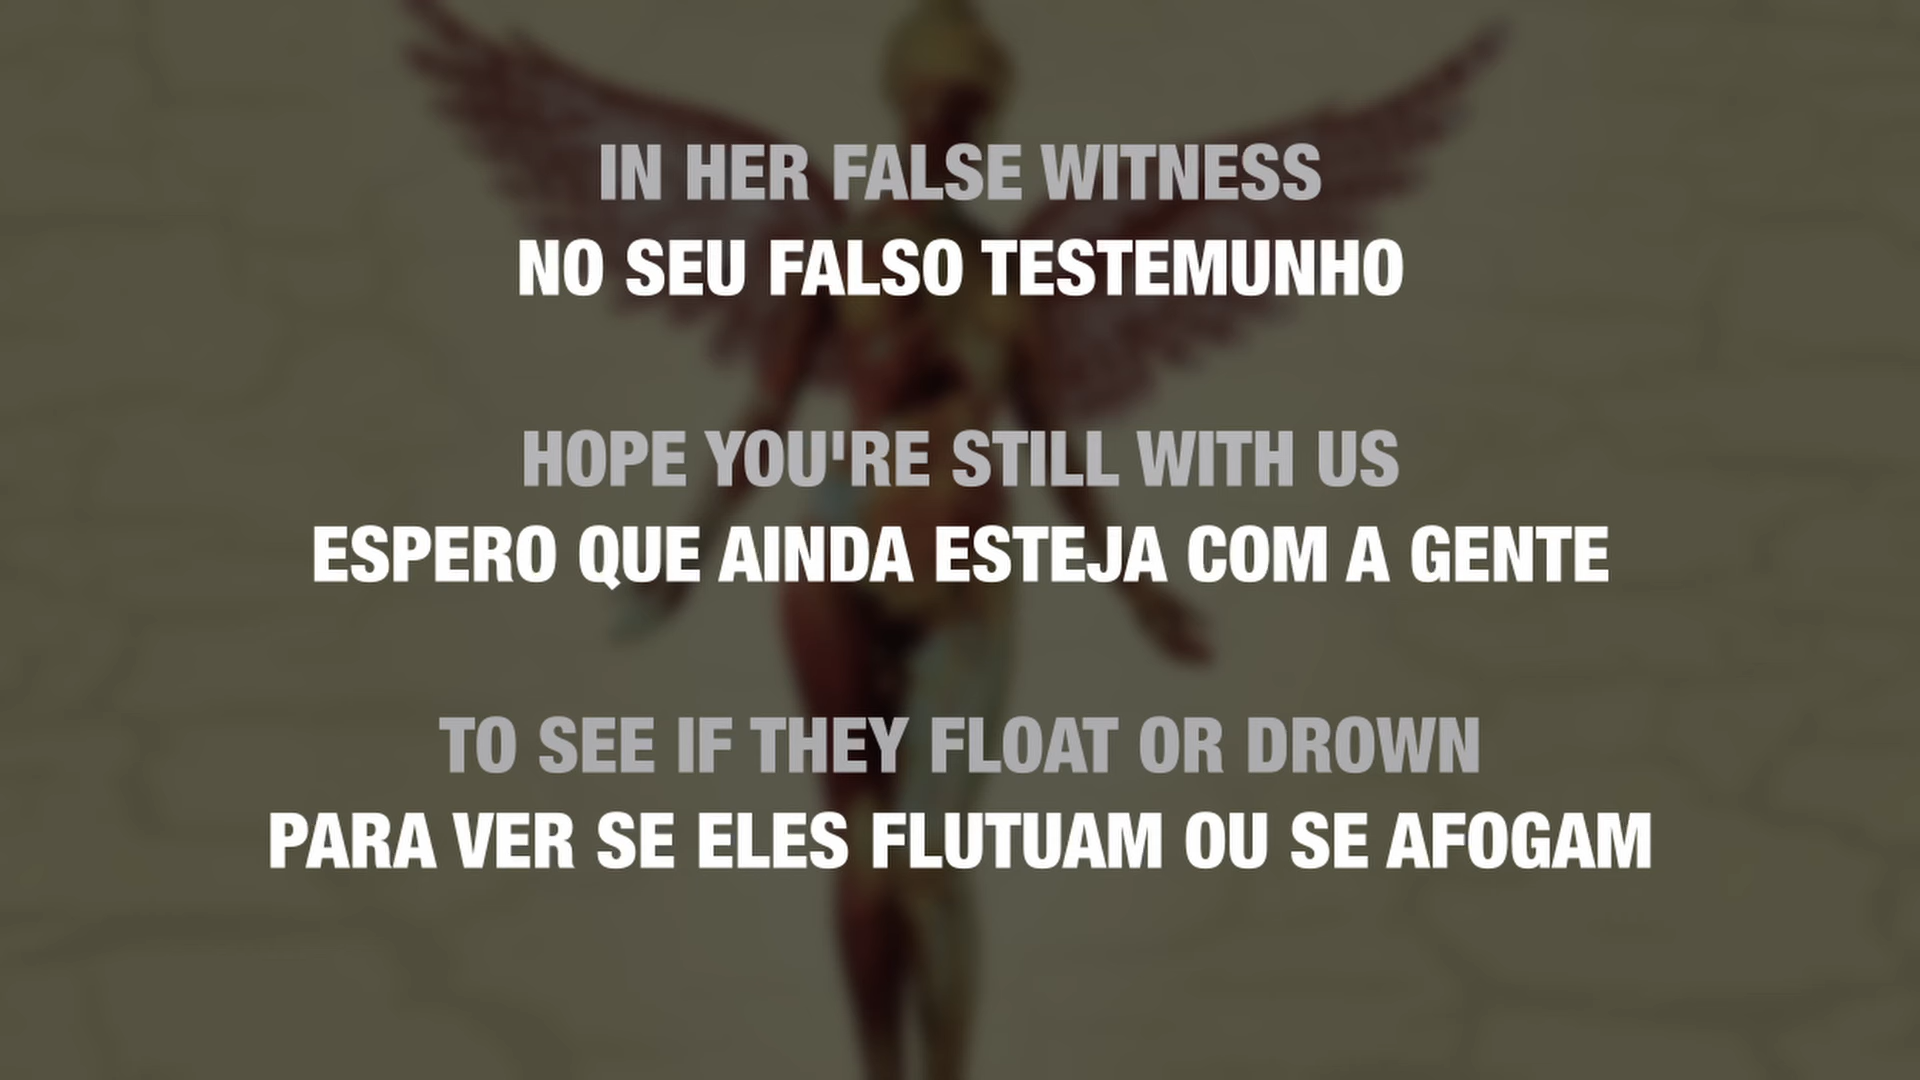 IN HER FALSE WITNESS
NO SEU FALSO TESTEMUNHO
HOPE YOU'RE STILL WITH US
ESPERO QUE AINDA ESTEJA COM A GENTE
TO SEE IF THEY FLOAT OR DROWN
PARA VER SE ELES FLUTUAM OU SE AFOGAM